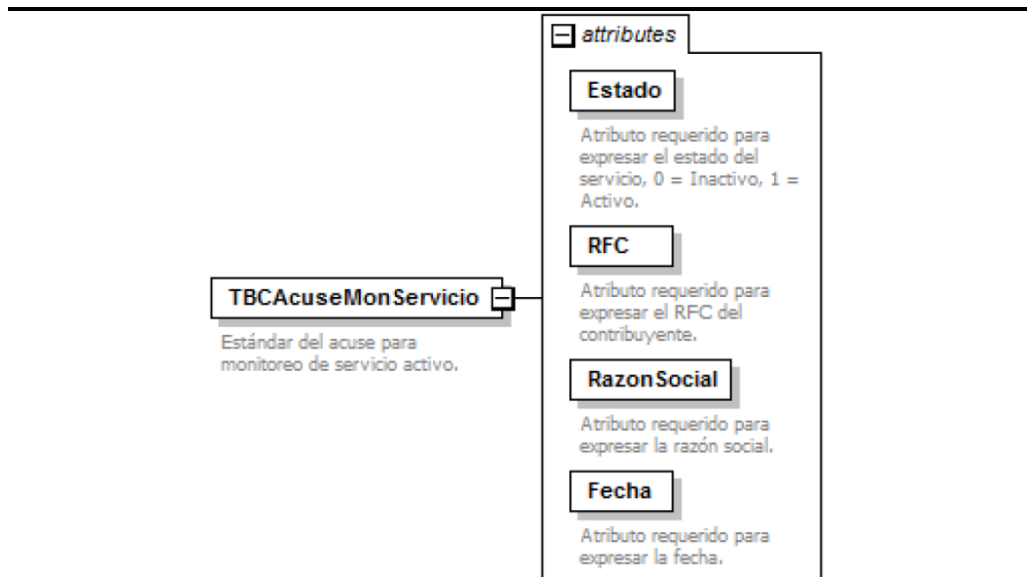 attributes
Estado
Atributo requerido para
expresar el estado del
servicio, 0 = Inactivo, 1 =
Activo.
RFC
Atributo requerido para
expresar el RFC del
contribuyente.
TBCAcuseMonServicio
Estándar del acuse para
monitoreo de servicio activo.
RazonSocial
Atributo requerido para
expresar la razón social.
Fecha
Atributo requerido para
expresar la fecha.